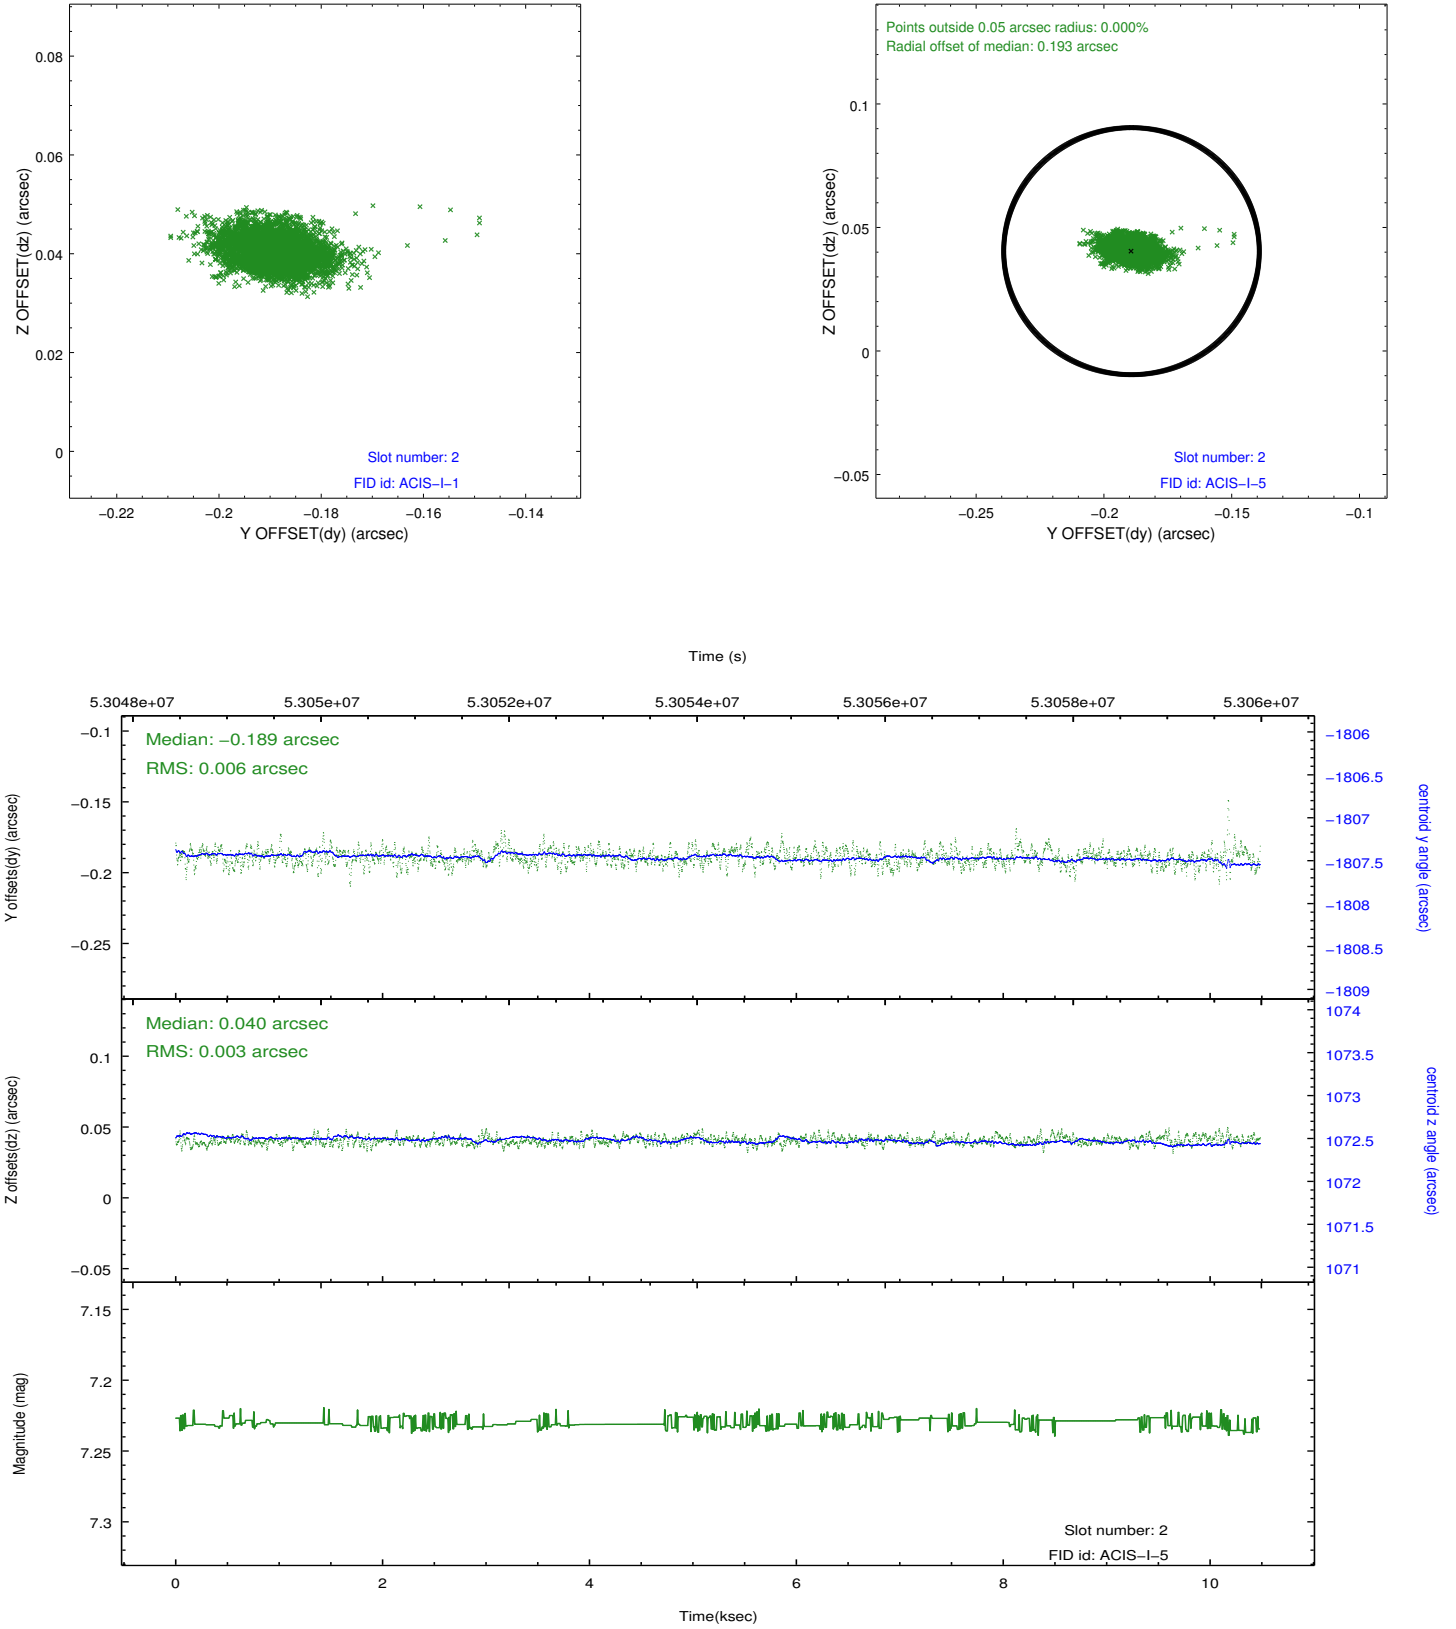 0.08
0.06
0.04
0.02
0
Z OFFSET(dz) (arcsec)
Slot number: 2
FID id: ACIS−I−1
−0.22
−0.2
−0.18
−0.16
−0.14
Y OFFSET(dy) (arcsec)
Points outside 0.05 arcsec radius: 0.000%
Radial offset of median: 0.193 arcsec
0.1
0.05
0
−0.05
Z OFFSET(dz) (arcsec)
Slot number: 2
FID id: ACIS−I−5
−0.25
−0.2
−0.15
−0.1
Y OFFSET(dy) (arcsec)
Time (s)
5.3048e+07
5.305e+07
5.3052e+07
5.3054e+07
5.3056e+07
5.3058e+07
5.306e+07
Median: −0.189 arcsec
RMS: 0.006 arcsec
−0.1
−0.15
−0.2
−0.25
Y offsets(dy) (arcsec)
−1806
−1806.5
−1807
−1807.5
−1808
−1808.5
−1809
centroid y angle (arcsec)
Median: 0.040 arcsec
RMS: 0.003 arcsec
0.1
0.05
0
−0.05
Z offsets(dz) (arcsec)
1074
1073.5
1073
1072.5
1072
1071.5
1071
centroid z angle (arcsec)
7.15
7.2
7.25
7.3
Magnitude (mag)
Slot number: 2
FID id: ACIS−I−5
0
2
4
6
8
10
Time(ksec)